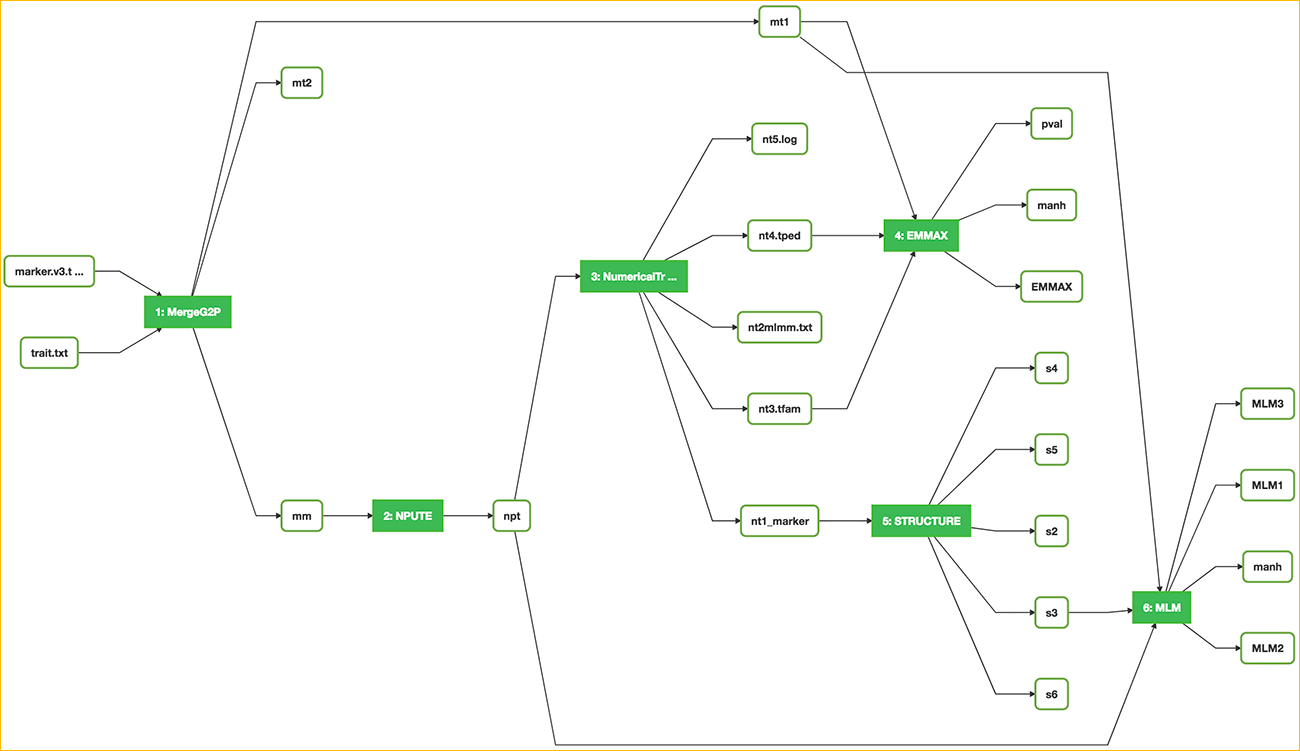 mt1
mt2
pval
nt5.log
manh
nt4.tped
4: EMMAX
marker.v3.t ...
3: NumericalTr ...
EMMAX
1: MergeG2P
nt2mlmm.txt
trait.txt
s4
nt3.tfam
MLM3
s5
MLM1
mm
2: NPUTE
npt
nt1_marker
5: STRUCTURE
s2
manh
s3
6: MLM
MLM2
s6